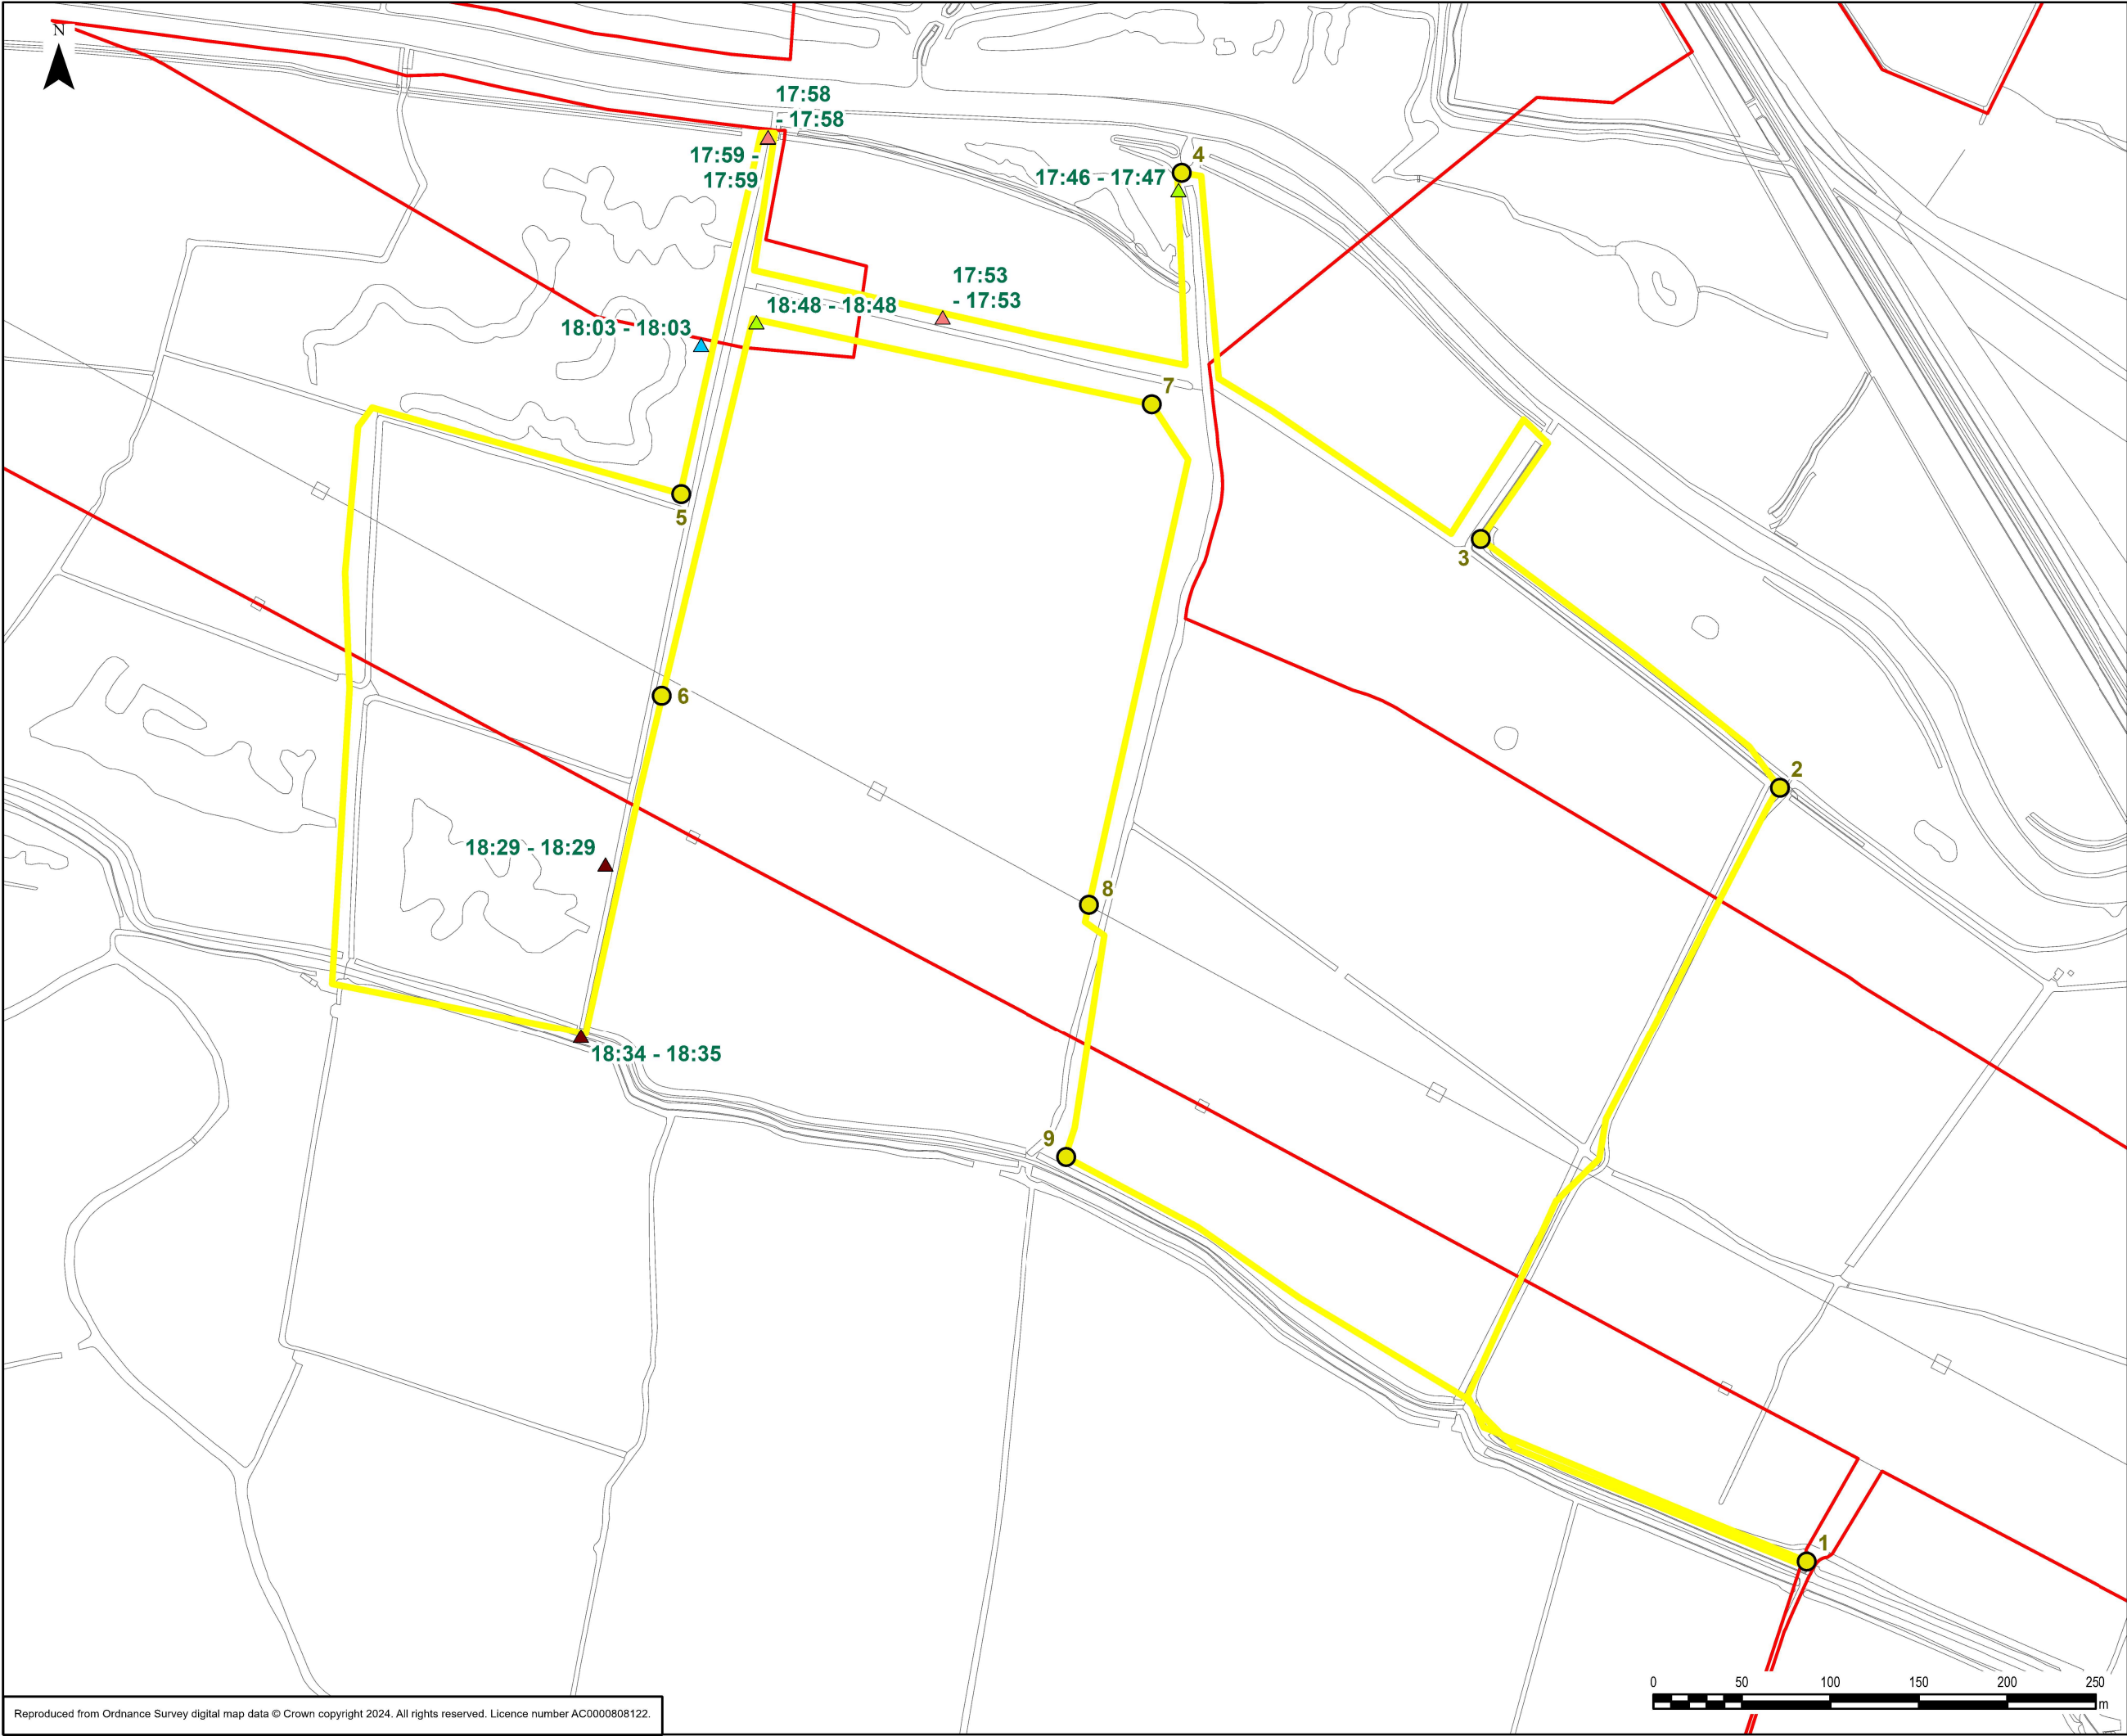 N
17:58
- 17:58
17:59 -
17:59
4
17:46 - 17:47
17:53
- 17:53
18:48 - 18:48
18:03 - 18:03
7
5
3
6
2
18:29 - 18:29
8
18:34 - 18:35
9
1
0 50 100 150 200 250
m
Reproduced from Ordnance Survey digital map data © Crown copyright 2024. All rights reserved. Licence number AC0000808122.